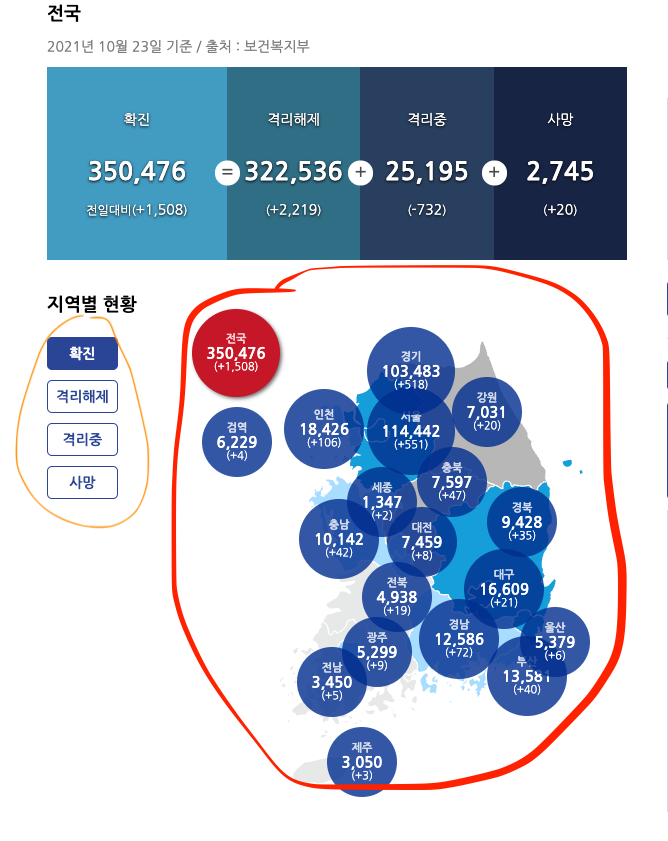 전국
2021년 10월 23일 기준 / 출처 : 보건복지부
확진 격리해제 격리중 사망
350,476 = 322,536 + 25,195 + 2,745
전일대비(+1,508) (+2,219) (-732) (+20)
지역별 현황
확진
격리해제
격리중
사망
전국
350,476
(+1,508)
검역
6,229
(+4)
경기
103,483
(+518)
인천
18,426
(+106)
서울
114,442
(+551)
강원
7,031
(+20)
충북
7,597
(+47)
세종
1,347
(+2)
충남
10,142
(+42)
대전
7,459
(+8)
경북
9,428
(+35)
대구
16,609
(+21)
전북
4,938
(+19)
경남
12,586
(+72)
울산
5,379
(+6)
광주
5,299
(+9)
부산
13,581
(+40)
전남
3,450
(+5)
제주
3,050
(+3)